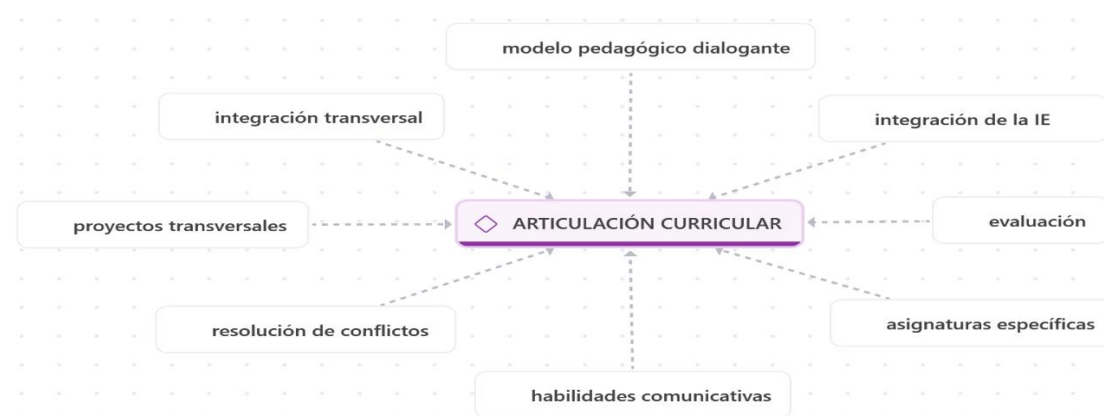 modelo pedagógico dialogante
integración transversal
integración de la IE
proyectos transversales
ARTICULACIÓN CURRICULAR
evaluación
resolución de conflictos
asignaturas específicas
habilidades comunicativas